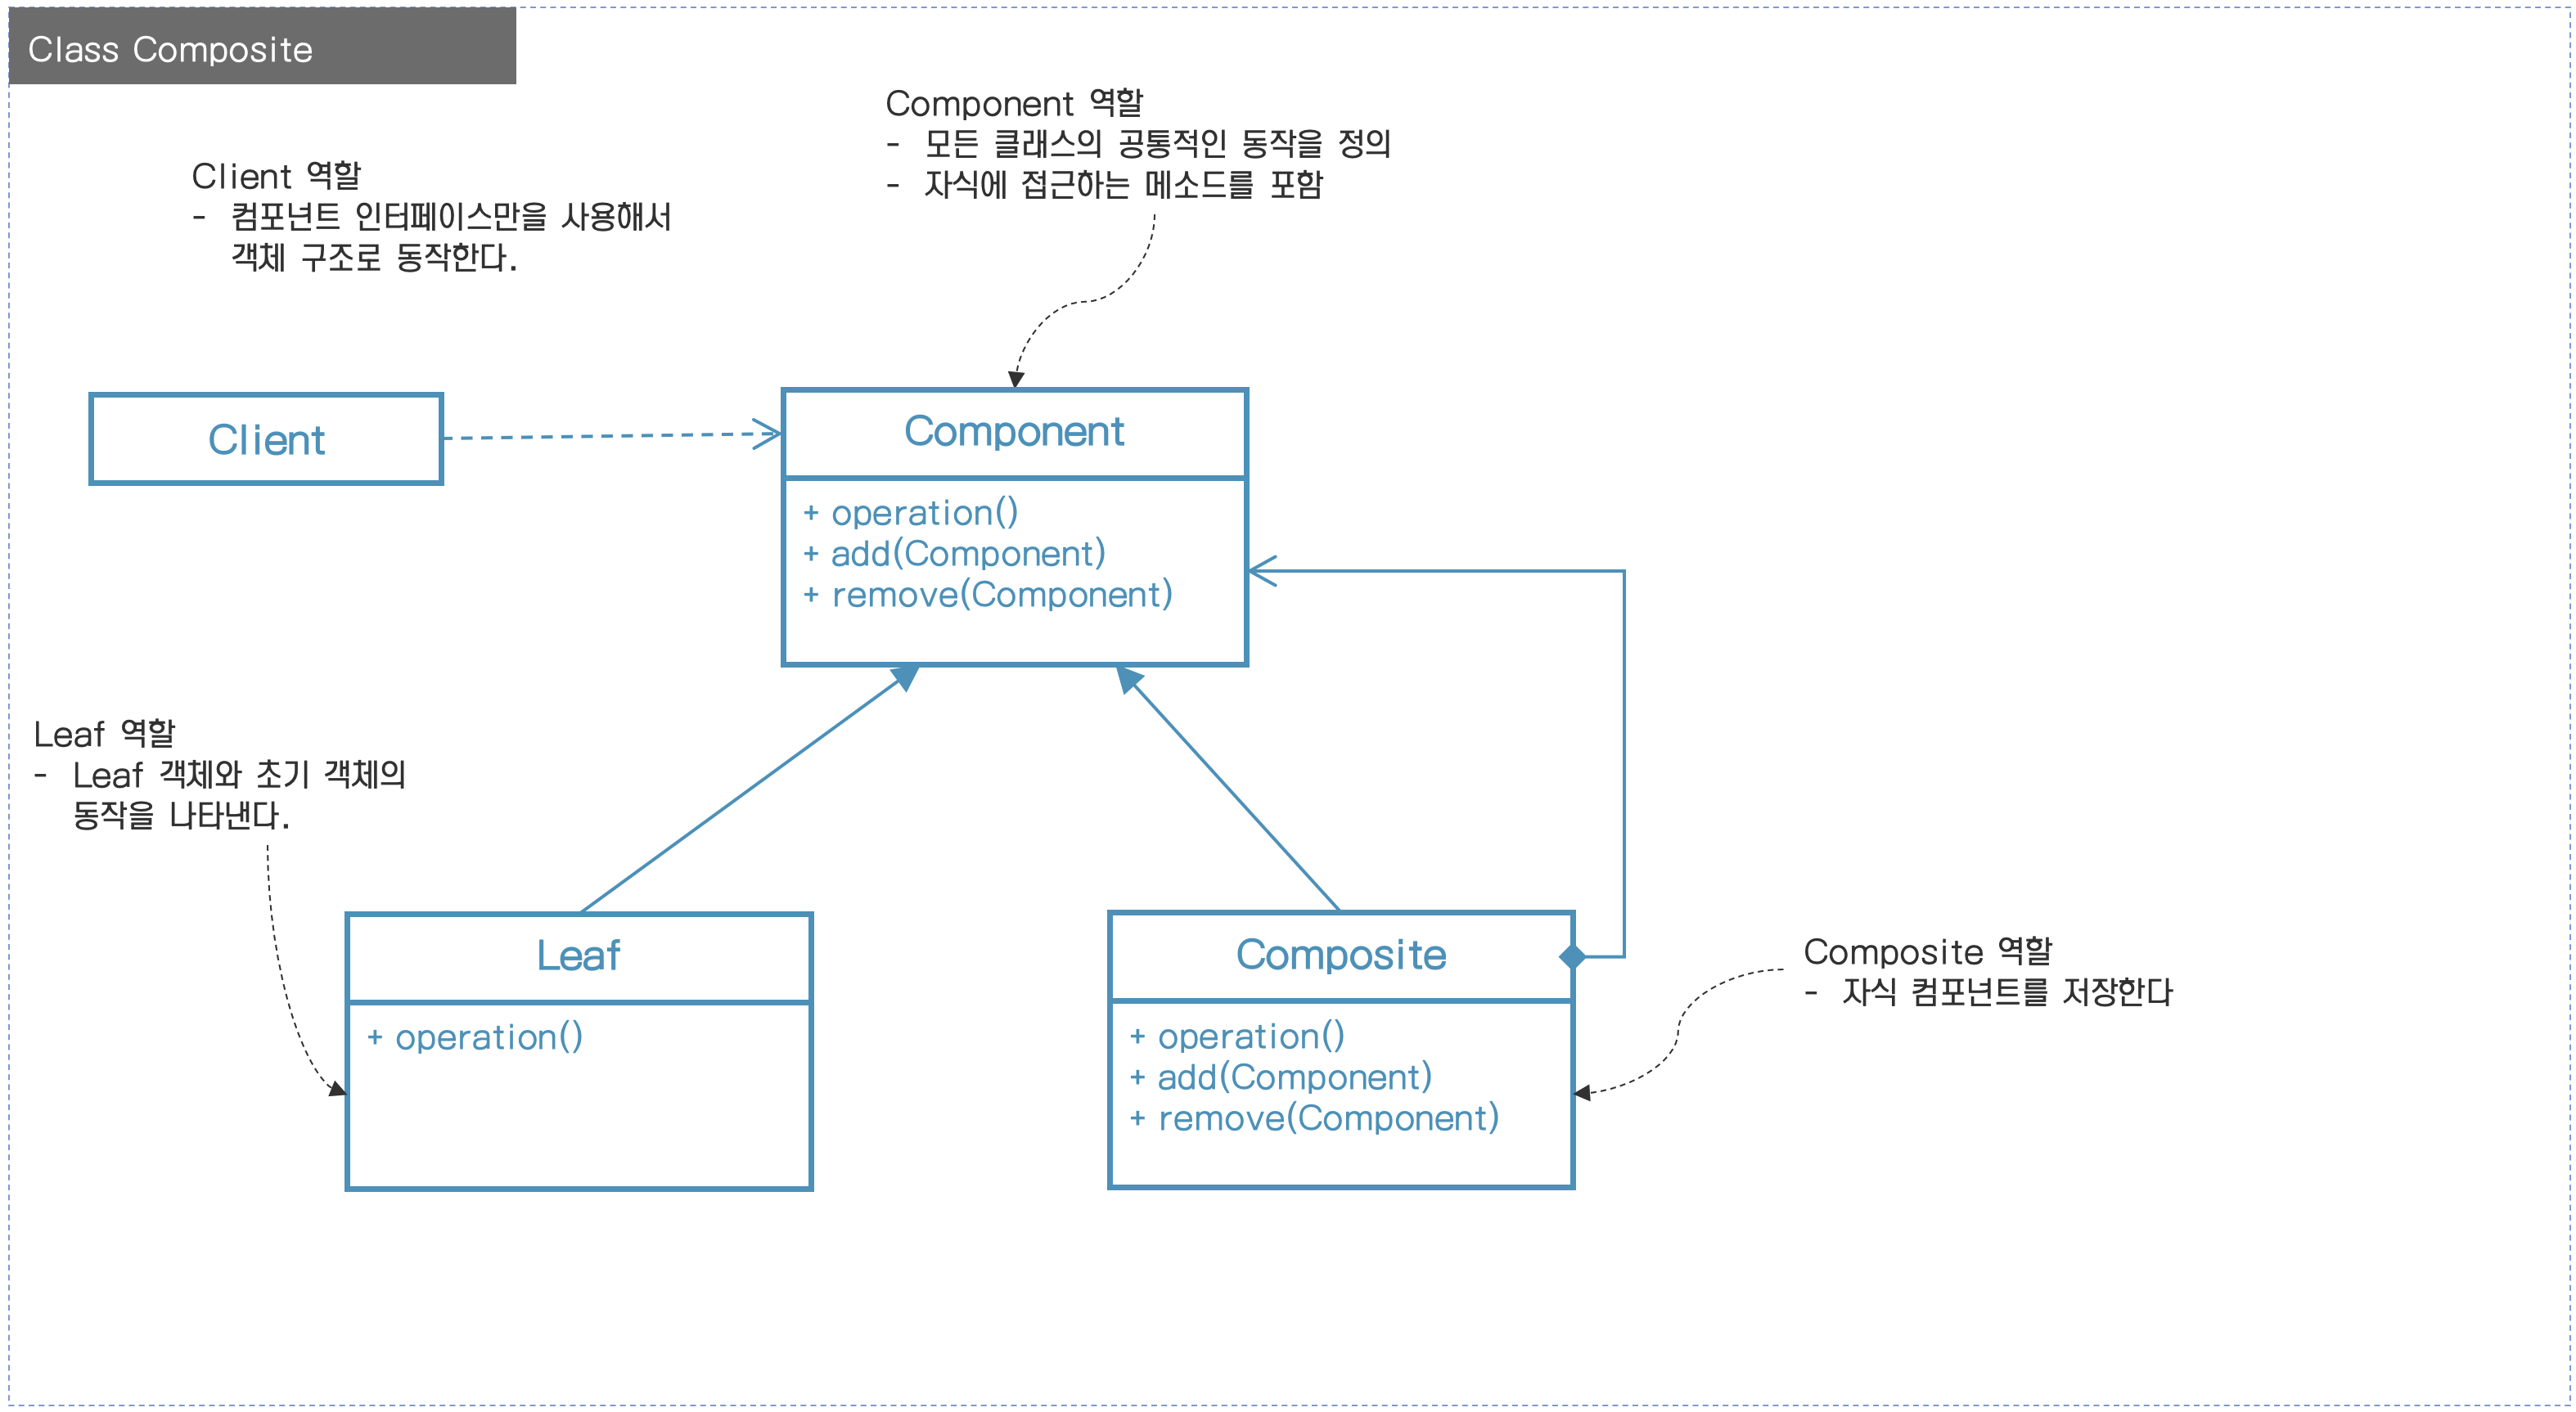 Class Composite
Component 역할
- 모든 클래스의 공통적인 동작을 정의
- 자식에 접근하는 메소드를 포함
Client 역할
- 컴포넌트 인터페이스만을 사용해서
객체 구조로 동작한다.
Client
Component
+ operation()
+ add(Component)
+ remove(Component)
Leaf 역할
- Leaf 객체와 초기 객체의
동작을 나타낸다.
Leaf
+ operation()
Composite
+ operation()
+ add(Component)
+ remove(Component)
Composite 역할
- 자식 컴포넌트를 저장한다